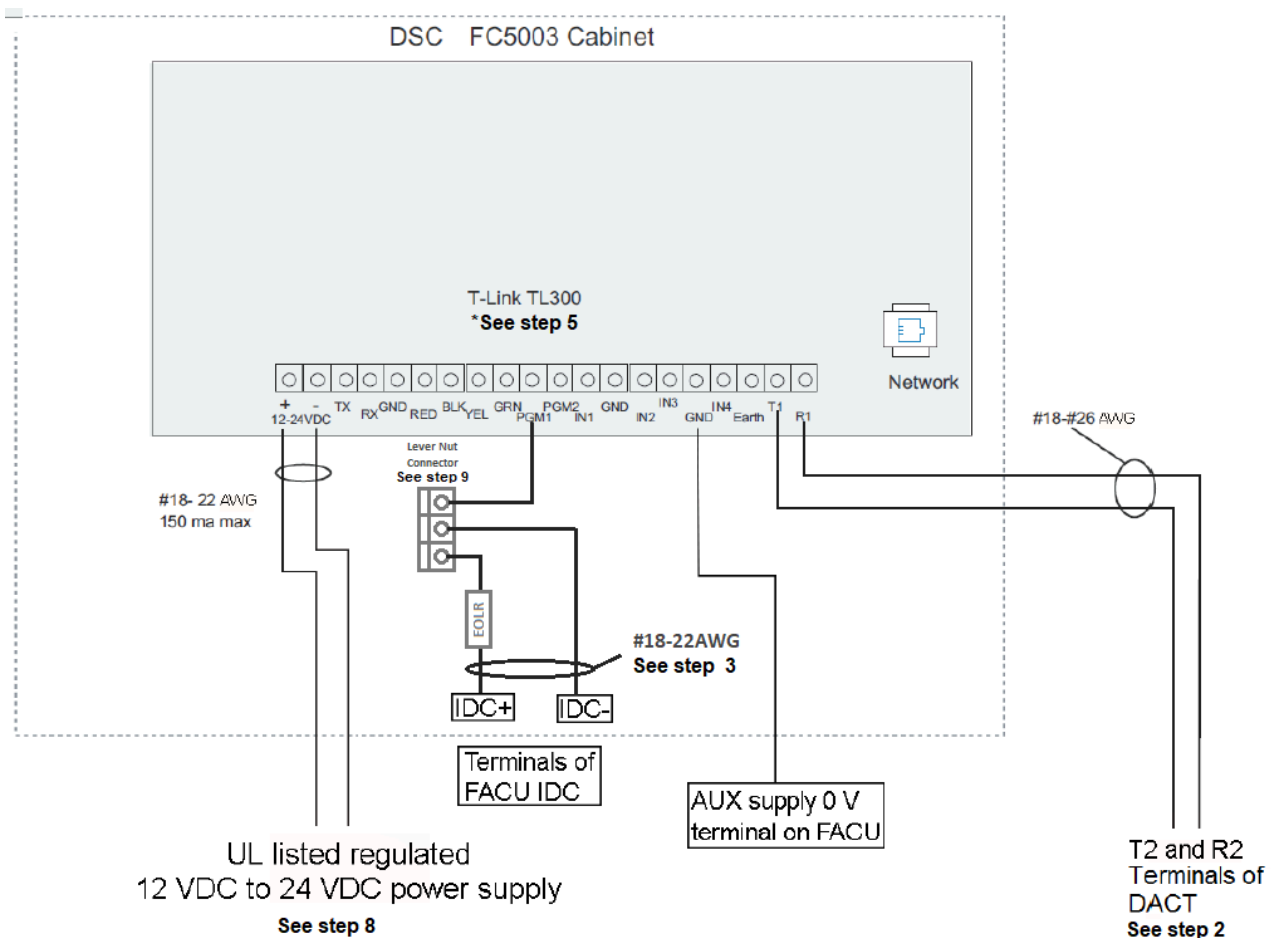 DSC FC5003 Cabinet
T-Link TL300
*See step 5
Network
+ - TX RX GND RED BLK YEL GRN PGM1 PGM2 IN1 GND IN2 IN3 GND IN4 Earth T1 R1
12-24VDC
#18-#26 AWG
Lever Nut
Connector
See step 9
#18- 22 AWG
150 ma max
EOLR
#18-22AWG
See step 3
IDC+
IDC-
Terminals of
FACU IDC
AUX supply 0 V
terminal on FACU
UL listed regulated
12 VDC to 24 VDC power supply
See step 8
T2 and R2
Terminals of
DACT
See step 2